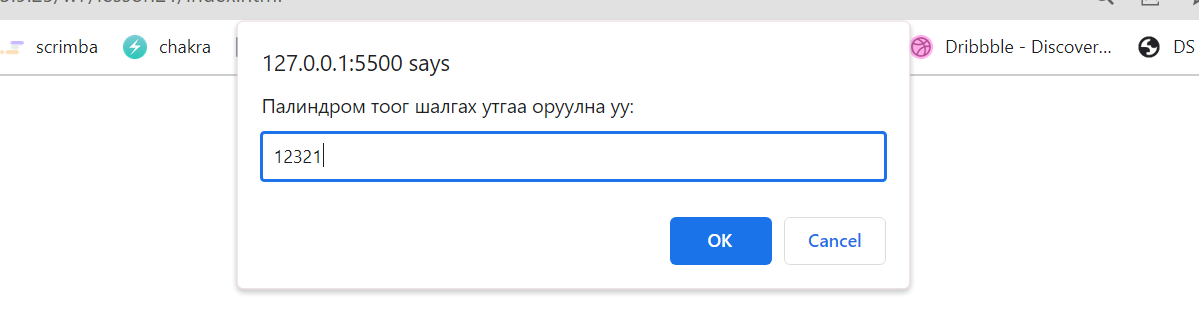 scrimba chakra Dribbble - Discover... DS
127.0.0.1:5500 says
Палиндром тоог шалгах утгаа оруулна уу:
12321
OK Cancel